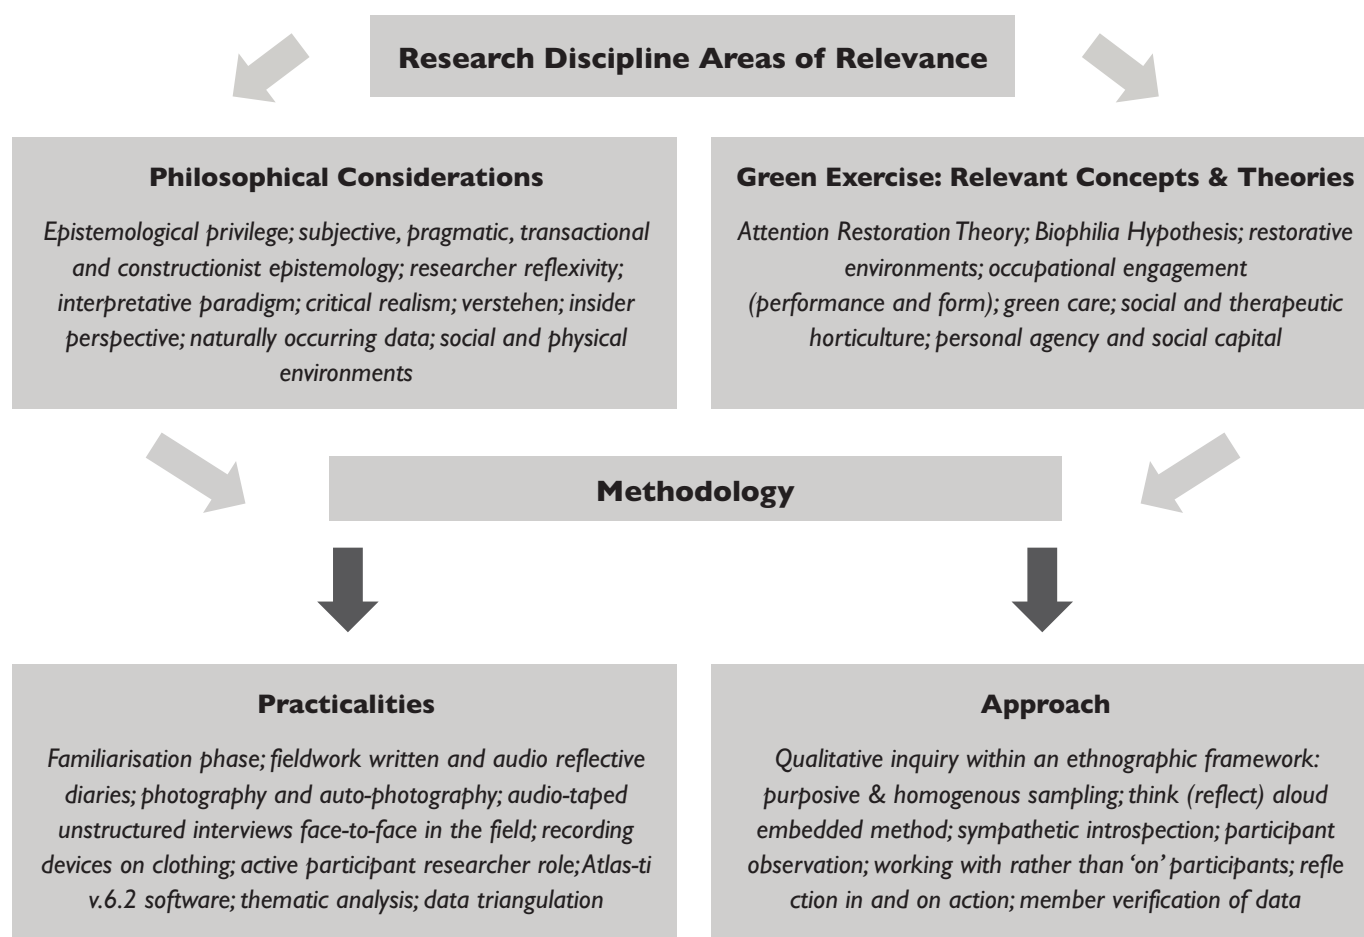 Research Discipline Areas of Relevance
Philosophical Considerations
Epistemological privilege; subjective, pragmatic, transactional
and constructionist epistemology; researcher reflexivity;
interpretative paradigm; critical realism; verstehen; insider
perspective; naturally occurring data; social and physical
environments
Green Exercise: Relevant Concepts & Theories
Attention Restoration Theory; Biophilia Hypothesis; restorative
environments; occupational engagement
(performance and form); green care; social and therapeutic
horticulture; personal agency and social capital
Methodology
Practicalities
Familiarisation phase; fieldwork written and audio reflective
diaries; photography and auto-photography; audio-taped
unstructured interviews face-to-face in the field; recording
devices on clothing; active participant researcher role; Atlas-ti
v.6.2 software; thematic analysis; data triangulation
Approach
Qualitative inquiry within an ethnographic framework:
purposive & homogenous sampling; think (reflect) aloud
embedded method; sympathetic introspection; participant
observation; working with rather than ‘on’ participants; refle
ction in and on action; member verification of data